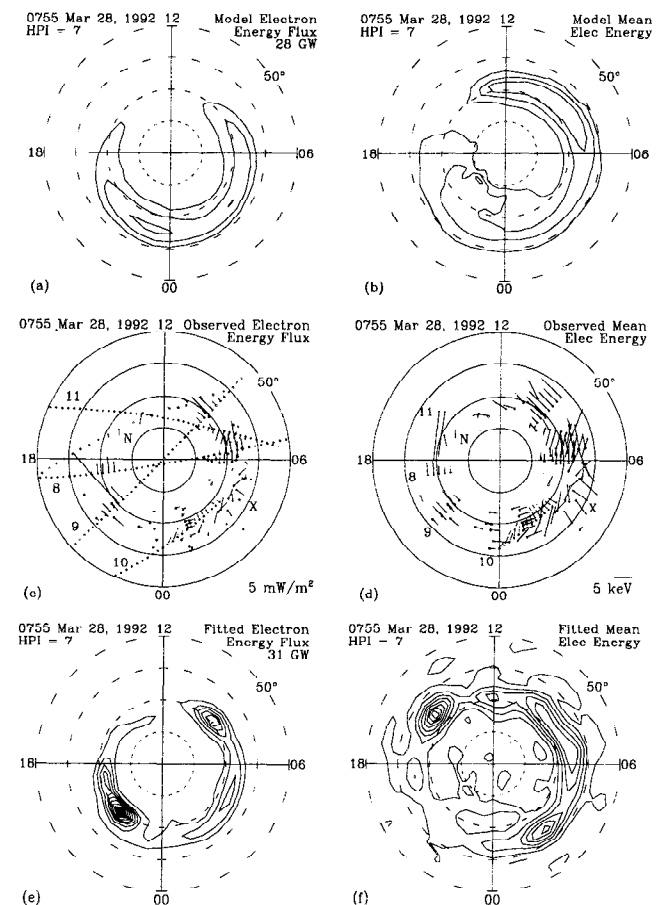 0755 Mar 28, 1992 12 Model Electron
HPI = 7 Energy Flux
28 GW
50°
18 06
(a) 00
0755 Mar 28, 1992 12 Model Mean
HPI = 7 Elec Energy
50°
18 06
(b) 00
0755 Mar 28, 1992 12 Observed Electron
Energy Flux
50°
11
N
18 06
8
X
9
10
(c) 00 5 mW/m²
0755 Mar 28, 1992 12 Observed Mean
Elec Energy
50°
11
N
18 06
8
X
9
10
(d) 00 5 keV
0755 Mar 28, 1992 12 Fitted Electron
HPI = 7 Energy Flux
31 GW
50°
18 06
(e) 00
0755 Mar 28, 1992 12 Fitted Mean
HPI = 7 Elec Energy
50°
18 06
(f) 00